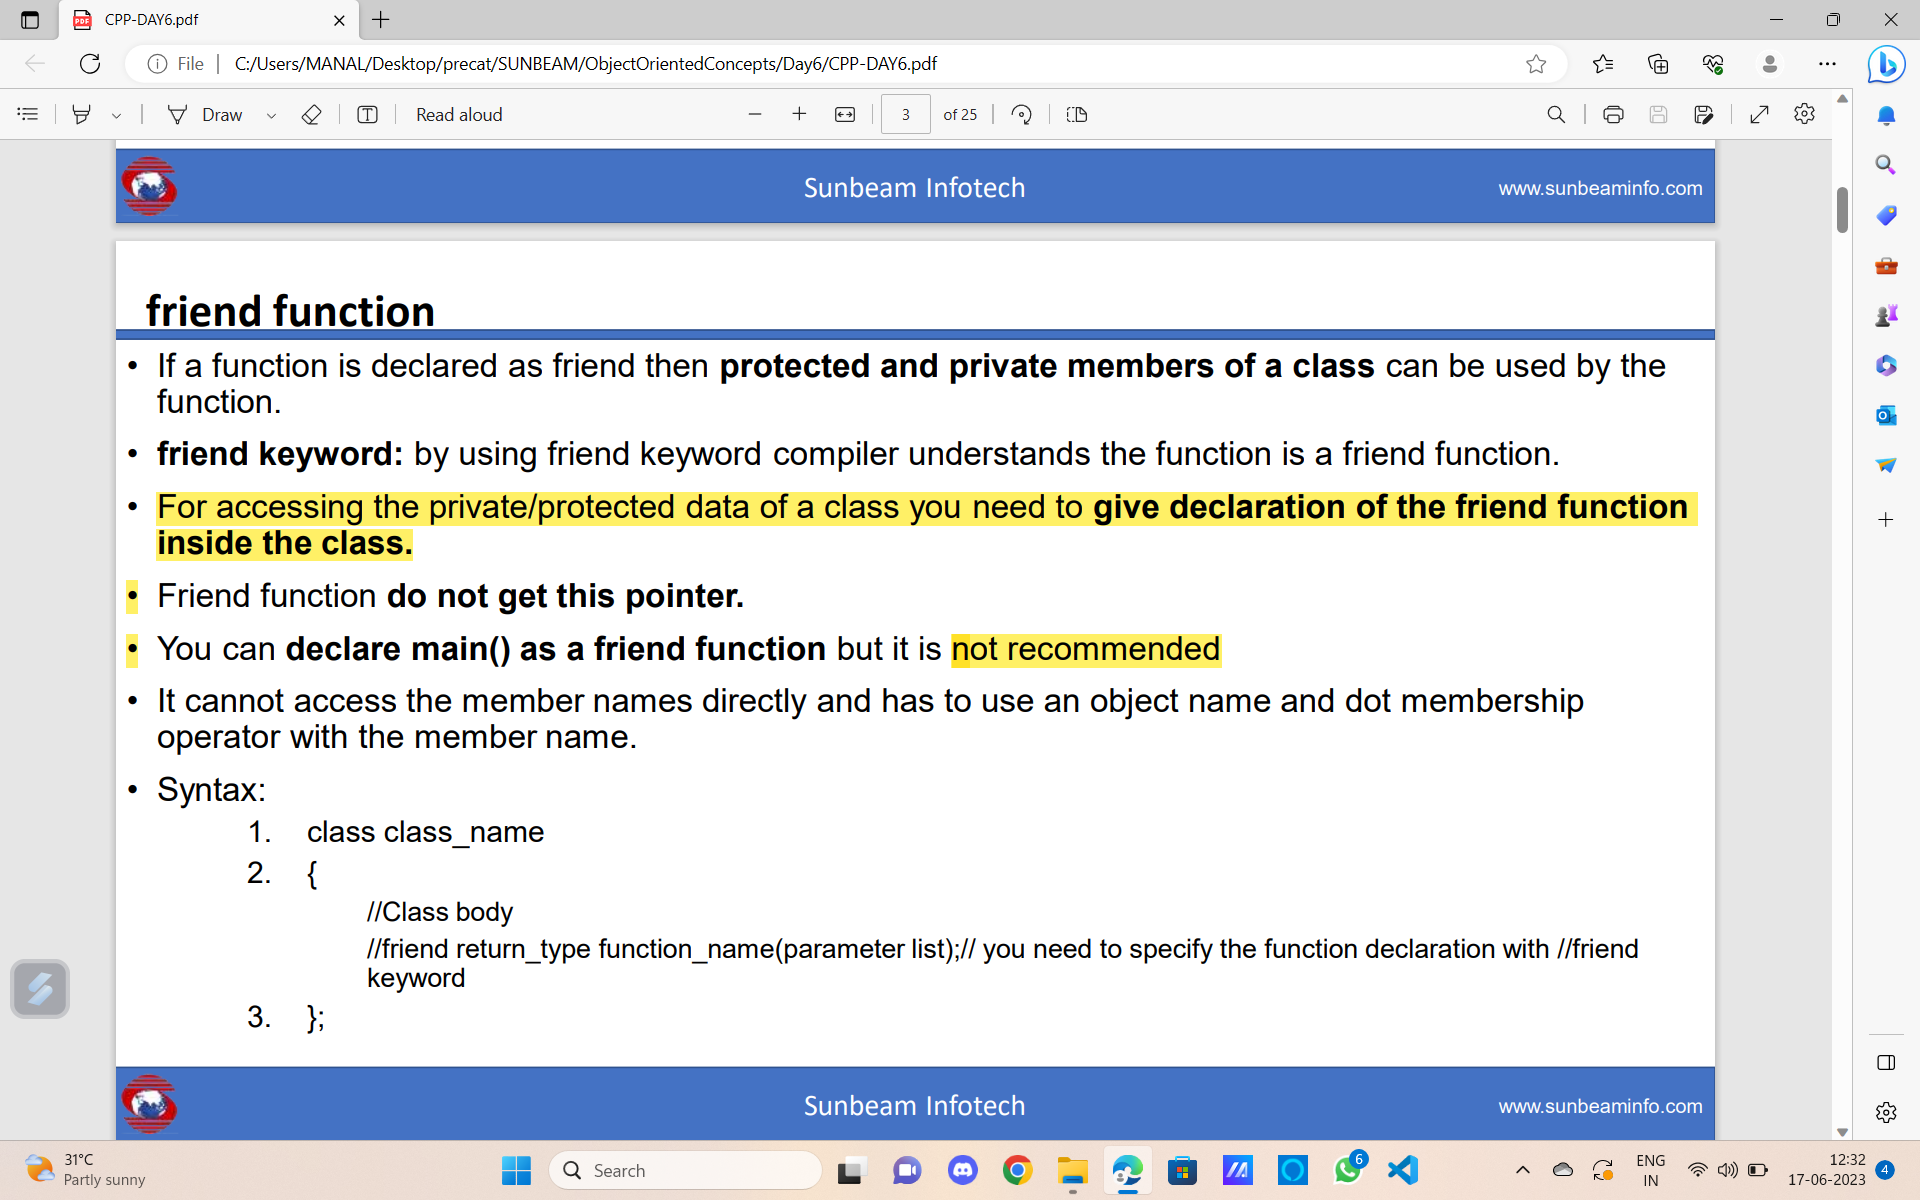 CPP-DAY6.pdf
File
C:/Users/MANAL/Desktop/precat/SUNBEAM/ObjectOrientedConcepts/Day6/CPP-DAY6.pdf
Draw
Read aloud
3
of 25
Sunbeam Infotech
www.sunbeaminfo.com
friend function
• If a function is declared as friend then protected and private members of a class can be used by the
function.
• friend keyword: by using friend keyword compiler understands the function is a friend function.
• For accessing the private/protected data of a class you need to give declaration of the friend function
inside the class.
• Friend function do not get this pointer.
• You can declare main() as a friend function but it is not recommended
• It cannot access the member names directly and has to use an object name and dot membership
operator with the member name.
• Syntax:
1. class class_name
2. {
//Class body
//friend return_type function_name(parameter list);// you need to specify the function declaration with //friend
keyword
3. };
Sunbeam Infotech
www.sunbeaminfo.com
31°C
Partly sunny
Search
6
ENG
IN
12:32
17-06-2023
4